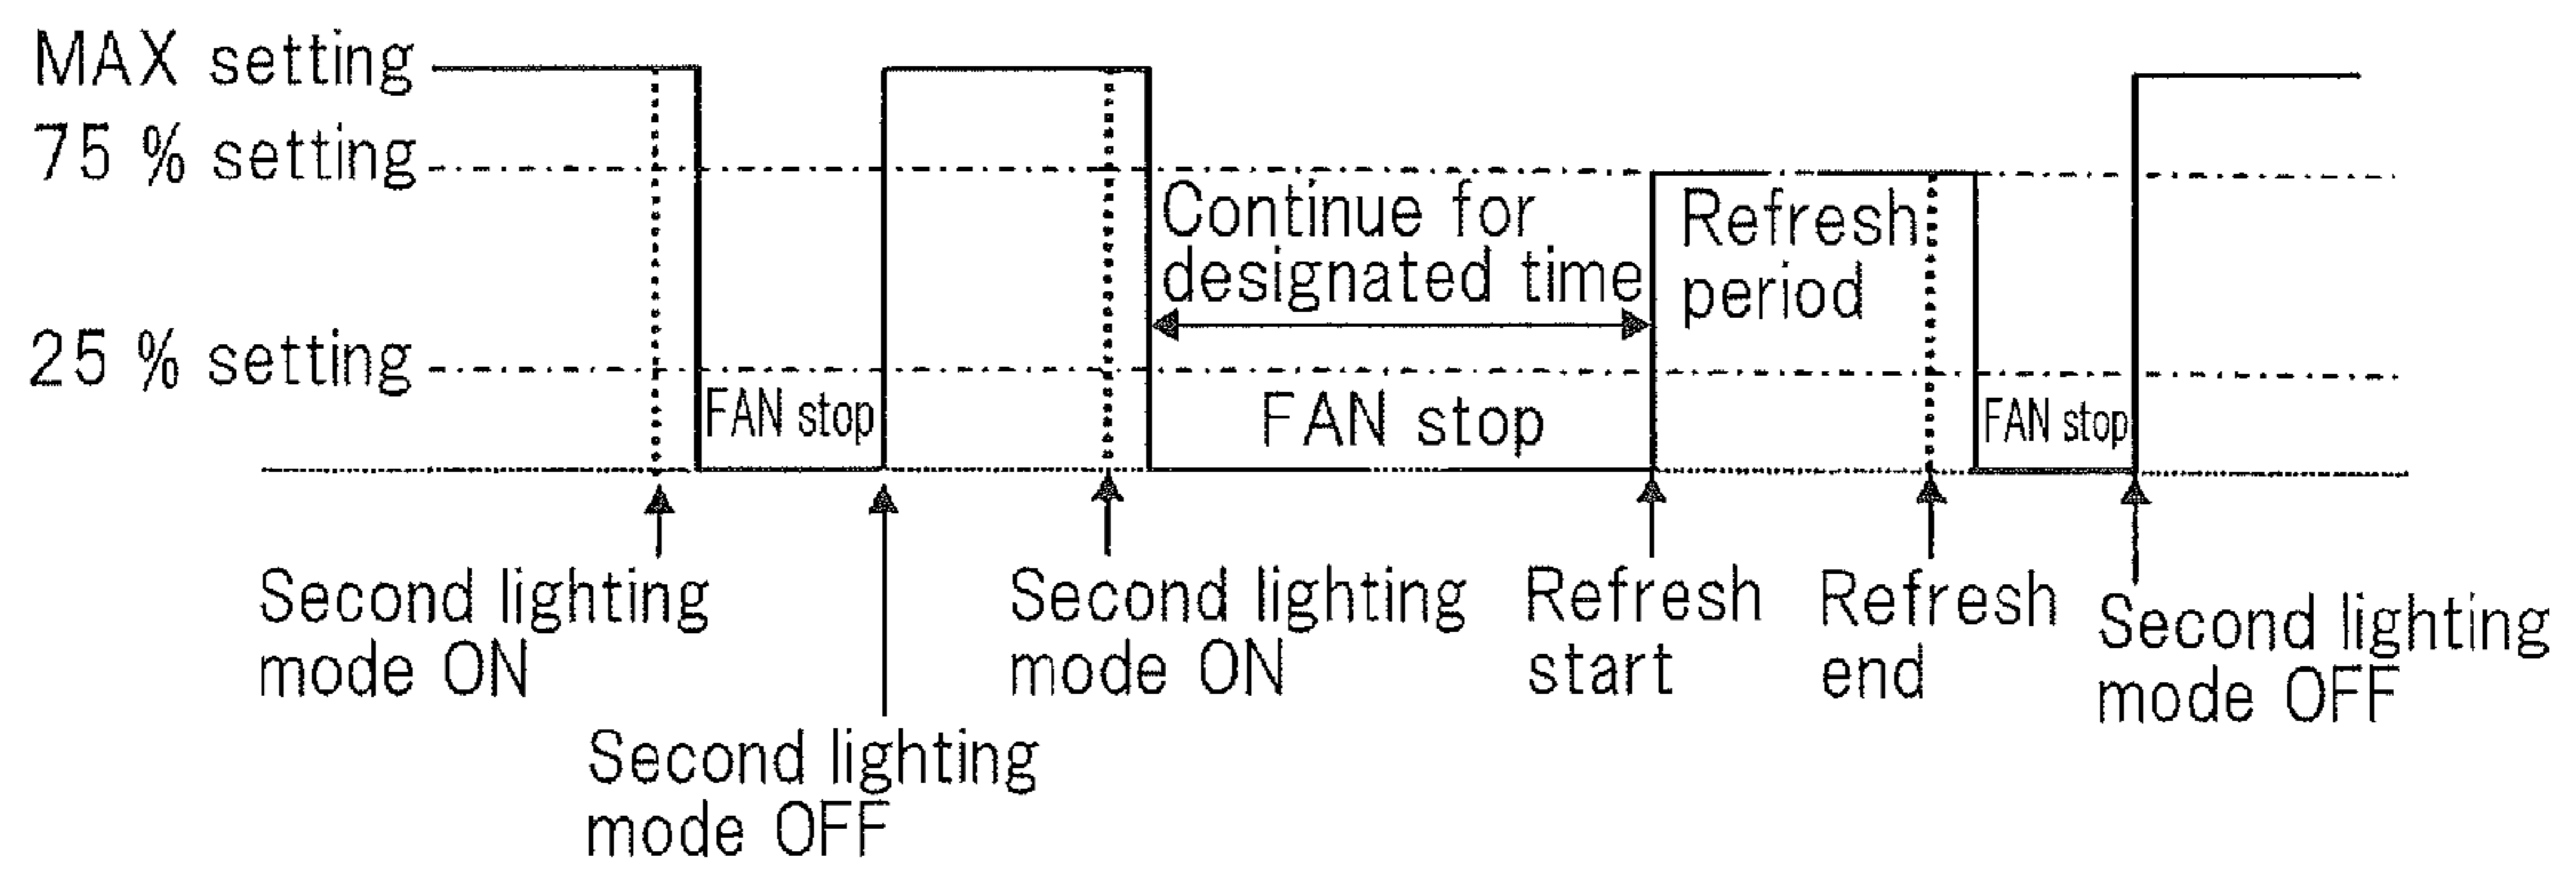 MAX setting
75 % setting
25 % setting
Continue for
designated time
Refresh
period
FAN stop
FAN stop
FAN stop
Second lighting
mode ON
Second lighting
mode OFF
Second lighting
mode ON
Refresh
start
Refresh
end
Second lighting
mode OFF